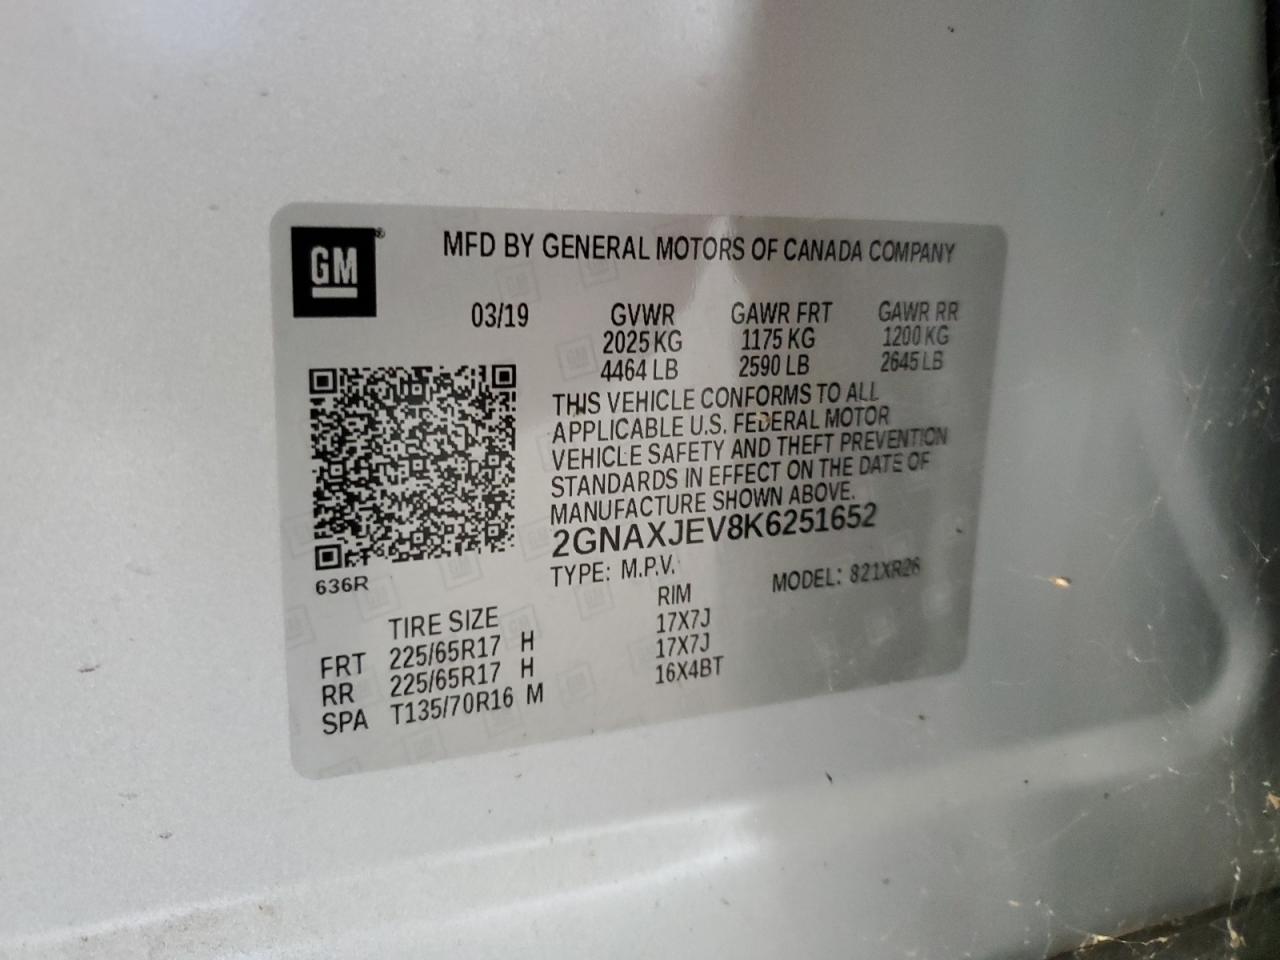 GM®
MFD BY GENERAL MOTORS OF CANADA COMPANY
03/19 GVWR GAWR FRT GAWR RR
2025 KG 1175 KG 1200 KG
4464 LB 2590 LB 2645 LB
THIS VEHICLE CONFORMS TO ALL
APPLICABLE U.S. FEDERAL MOTOR
VEHICLE SAFETY AND THEFT PREVENTION
STANDARDS IN EFFECT ON THE DATE OF
MANUFACTURE SHOWN ABOVE.
2GNAXJEV8K6251652
636R
TYPE: M.P.V. MODEL: 821XR26
TIRE SIZE RIM
FRT 225/65R17 H 17X7J
RR 225/65R17 H 17X7J
SPA T135/70R16 M 16X4BT